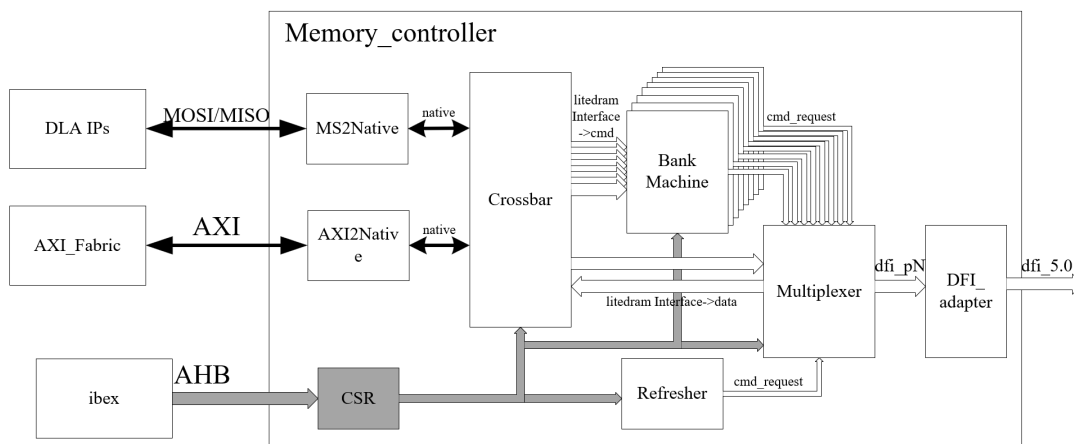 Memory_controller
DLA IPs
MOSI/MISO
MS2Native
native
Crossbar
litedram
Interface
->cmd
Bank
Machine
cmd_request
AXI_Fabric
AXI
AXI2Nativ
e
native
litedram Interface->data
Multiplexer
dfi_pN
DFI_
adapter
dfi_5.0
ibex
AHB
CSR
Refresher
cmd_request